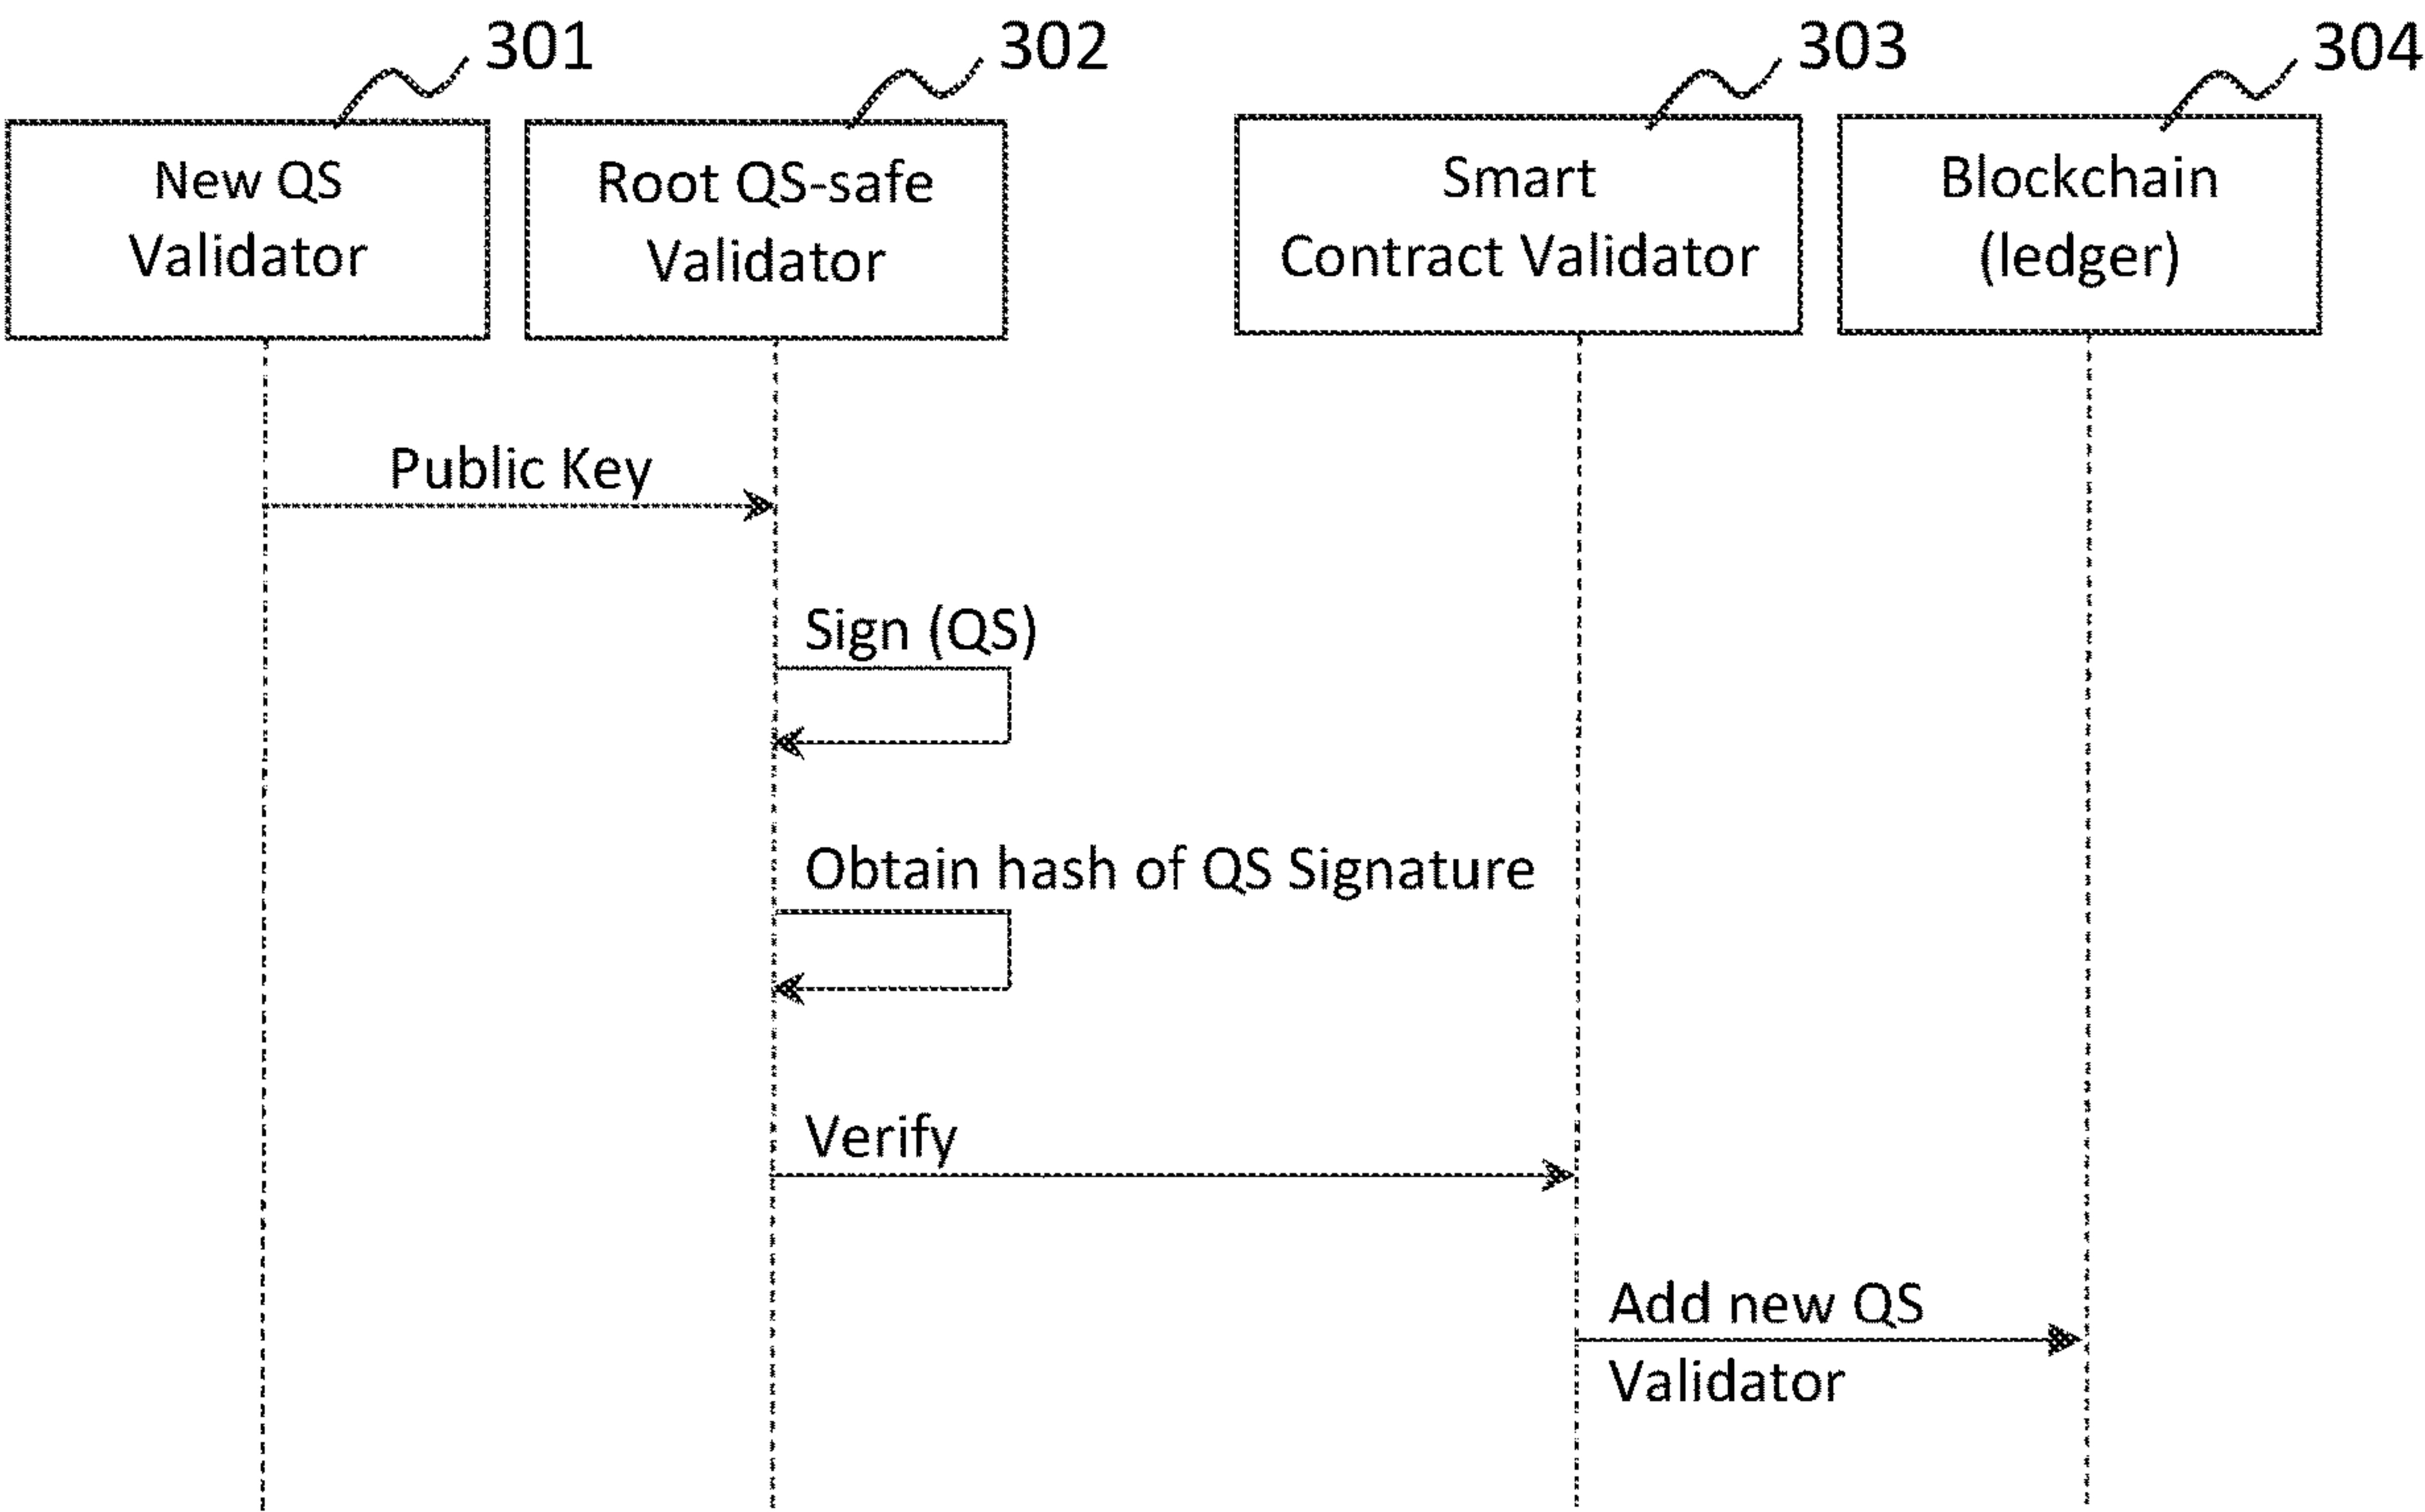 301
302
303
304
New QS
Validator
Root QS-safe
Validator
Smart
Contract Validator
Blockchain
(ledger)
Public Key
Sign (QS)
Obtain hash of QS Signature
Verify
Add new QS
Validator